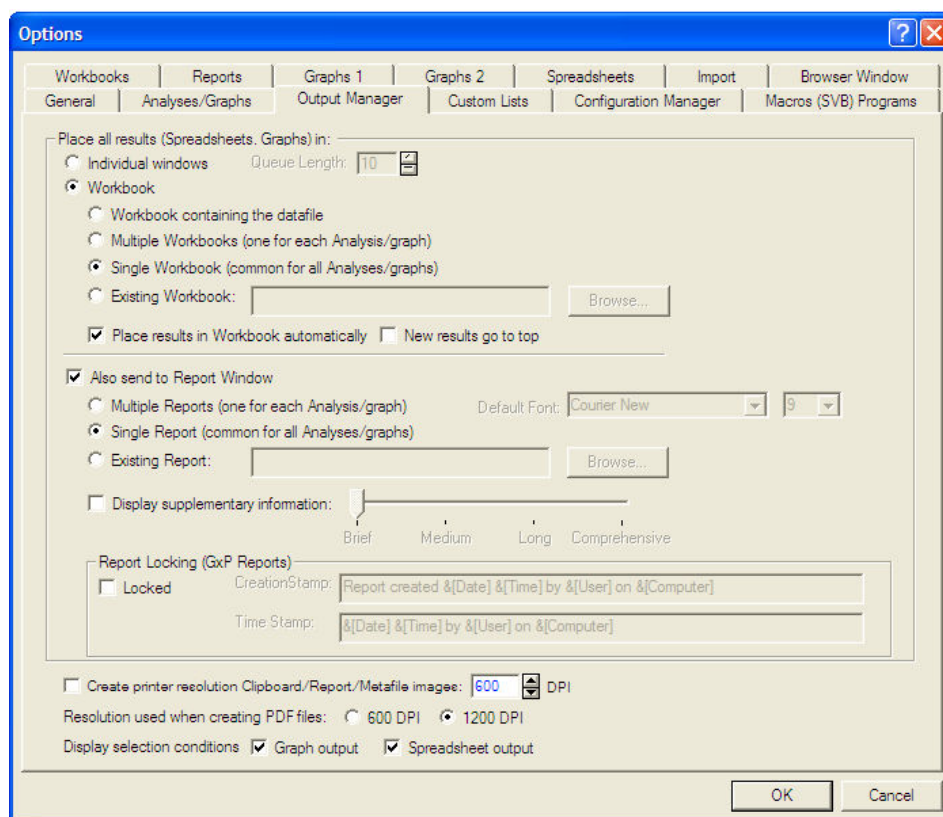 Options
Workbooks Reports Graphs 1 Graphs 2 Spreadsheets Import Browser Window
General Analyses/Graphs Output Manager Custom Lists Configuration Manager Macros (SVB) Programs
Place all results (Spreadsheets. Graphs) in:
Individual windows Queue Length: 10
Workbook
Workbook containing the datafile
Multiple Workbooks (one for each Analysis/graph)
Single Workbook (common for all Analyses/graphs)
Existing Workbook: Browse...
Place results in Workbook automatically New results go to top
Also send to Report Window
Multiple Reports (one for each Analysis/graph) Default Font: Courier New 9
Single Report (common for all Analyses/graphs)
Existing Report: Browse...
Display supplementary information:
Brief Medium Long Comprehensive
Report Locking (GxP Reports)
Locked CreationStamp: Report created &[Date] &[Time] by &[User] on &[Computer]
Time Stamp: &[Date] &[Time] by &[User] on &[Computer]
Create printer resolution Clipboard/Report/Metafile images: 600 DPI
Resolution used when creating PDF files: 600 DPI 1200 DPI
Display selection conditions Graph output Spreadsheet output
OK Cancel